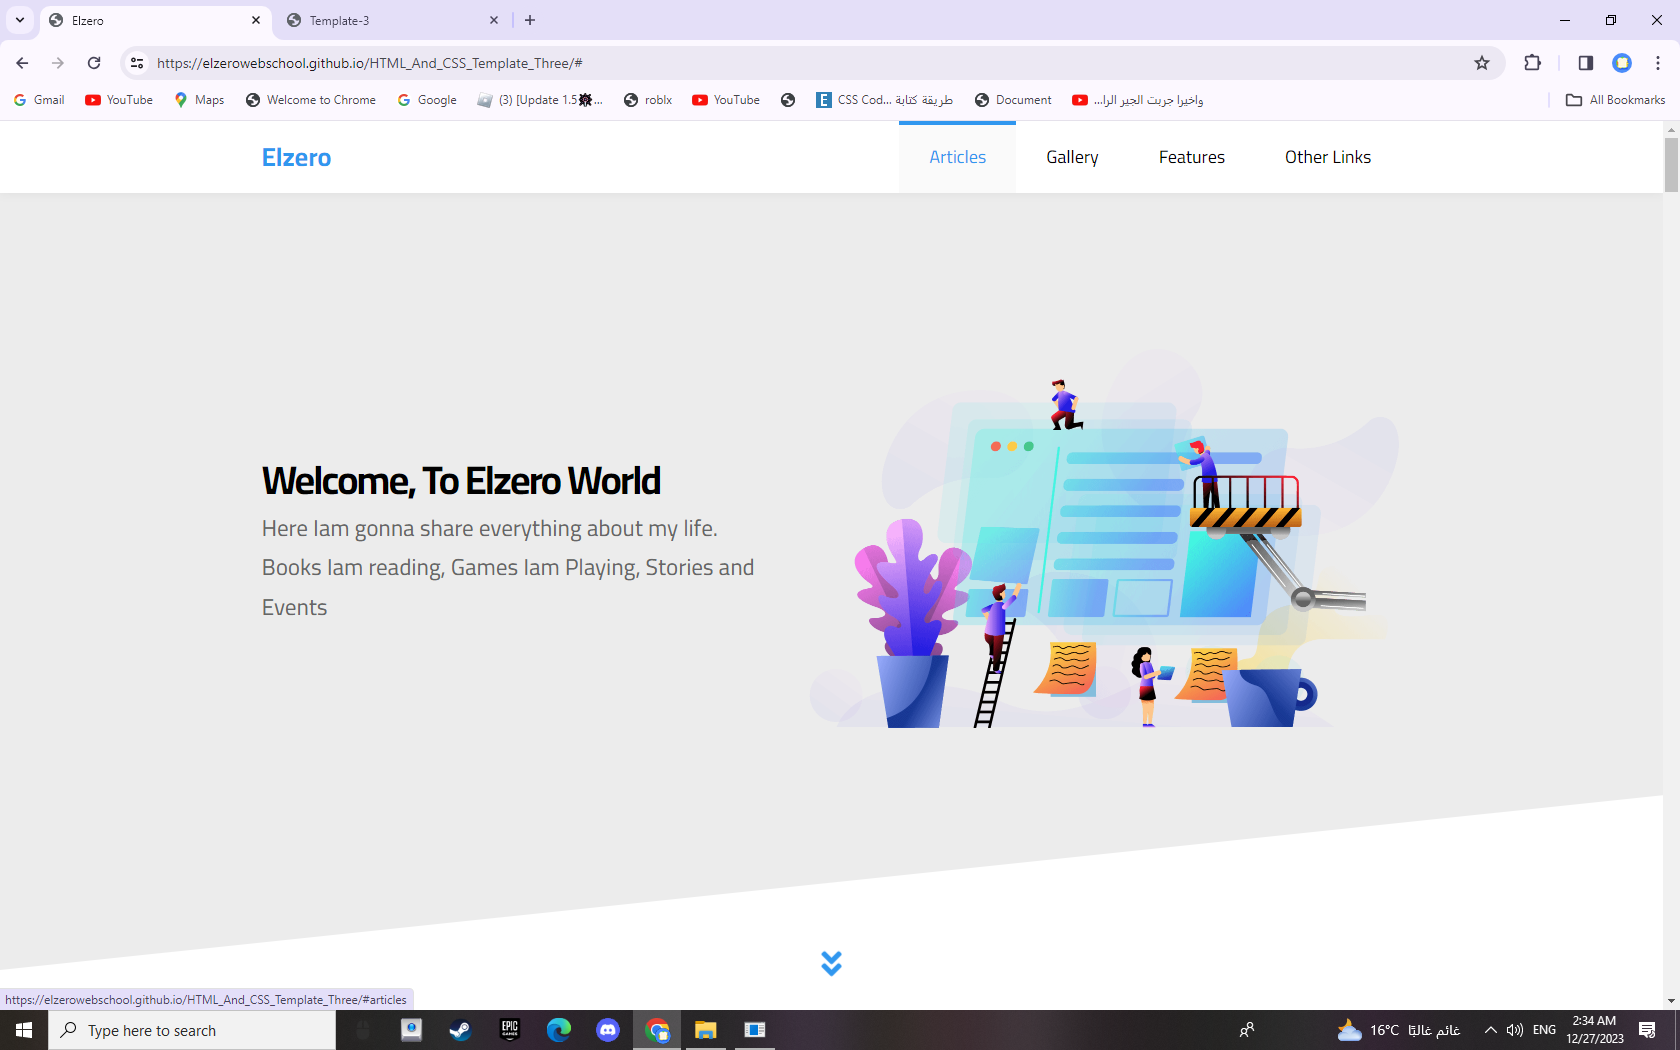 Elzero
Template-3
https://elzerowebschool.github.io/HTML_And_CSS_Template_Three/#
Gmail
YouTube
Maps
Welcome to Chrome
Google
(3) [Update 1.5...
roblx
YouTube
CSS Cod... طريقة كتابة
Document
واخيرا جربت الجير الرا...
All Bookmarks
Elzero
Articles
Gallery
Features
Other Links
Welcome, To Elzero World
Here Iam gonna share everything about my life.
Books Iam reading, Games Iam Playing, Stories and
Events
https://elzerowebschool.github.io/HTML_And_CSS_Template_Three/#articles
Type here to search
EPIC
GAMES
16°C غائم غالبًا
ENG
2:34 AM
12/27/2023